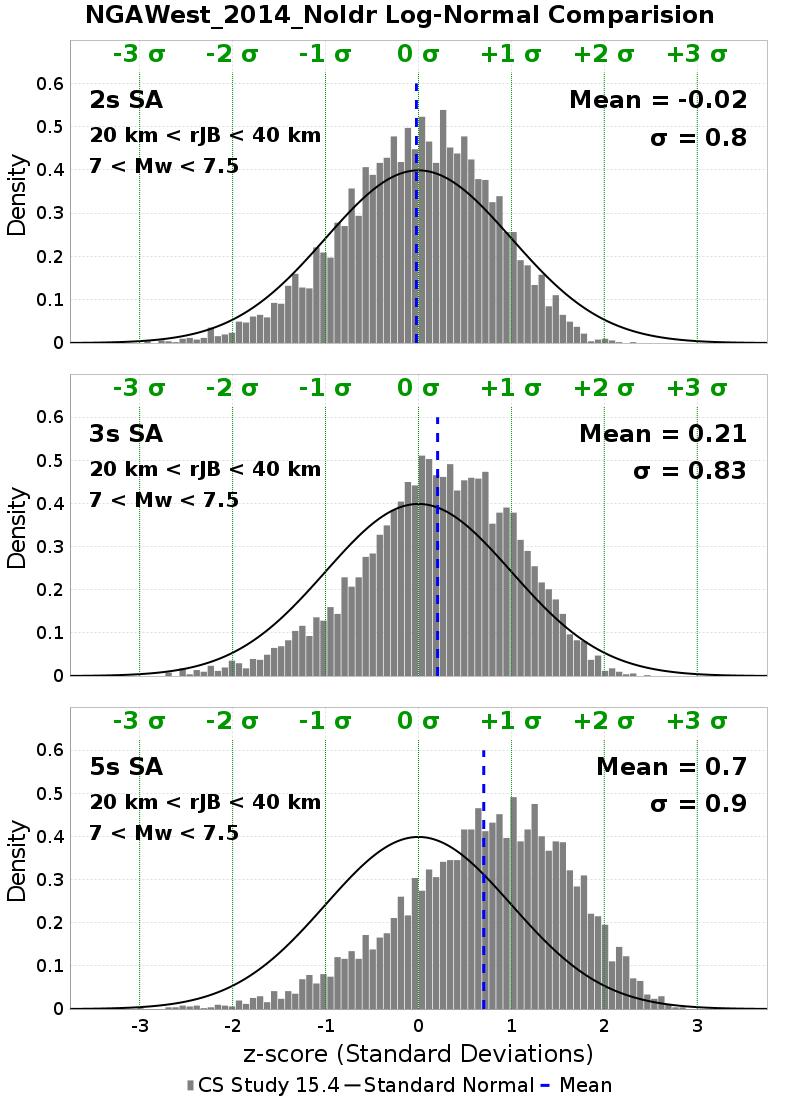 NGAWest_2014_NoIdr Log-Normal Comparision
-3 σ -2 σ -1 σ 0 σ +1 σ +2 σ +3 σ
0.6
2s SA Mean = -0.02
0.5
20 km < rJB < 40 km σ = 0.8
7 < Mw < 7.5
0.4
Density
0.3
0.2
0.1
0
-3 σ -2 σ -1 σ 0 σ +1 σ +2 σ +3 σ
0.6
3s SA Mean = 0.21
0.5
20 km < rJB < 40 km σ = 0.83
7 < Mw < 7.5
0.4
Density
0.3
0.2
0.1
0
-3 σ -2 σ -1 σ 0 σ +1 σ +2 σ +3 σ
0.6
5s SA Mean = 0.7
0.5
20 km < rJB < 40 km σ = 0.9
7 < Mw < 7.5
0.4
Density
0.3
0.2
0.1
0
-3 -2 -1 0 1 2 3
z-score (Standard Deviations)
CS Study 15.4 Standard Normal Mean